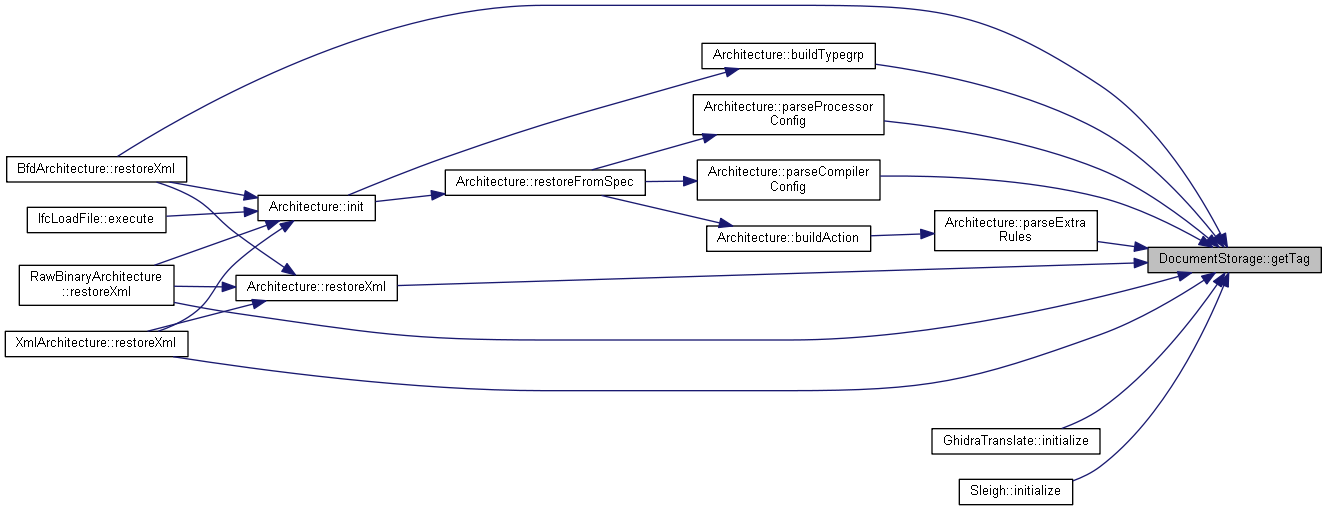 Architecture::buildTypegrp
Architecture::parseProcessor
Config
BfdArchitecture::restoreXml
Architecture::restoreFromSpec
Architecture::parseCompiler
Config
Architecture::init
IfcLoadFile::execute
Architecture::buildAction
Architecture::parseExtra
Rules
DocumentStorage::getTag
RawBinaryArchitecture
::restoreXml
Architecture::restoreXml
XmlArchitecture::restoreXml
GhidraTranslate::initialize
Sleigh::initialize